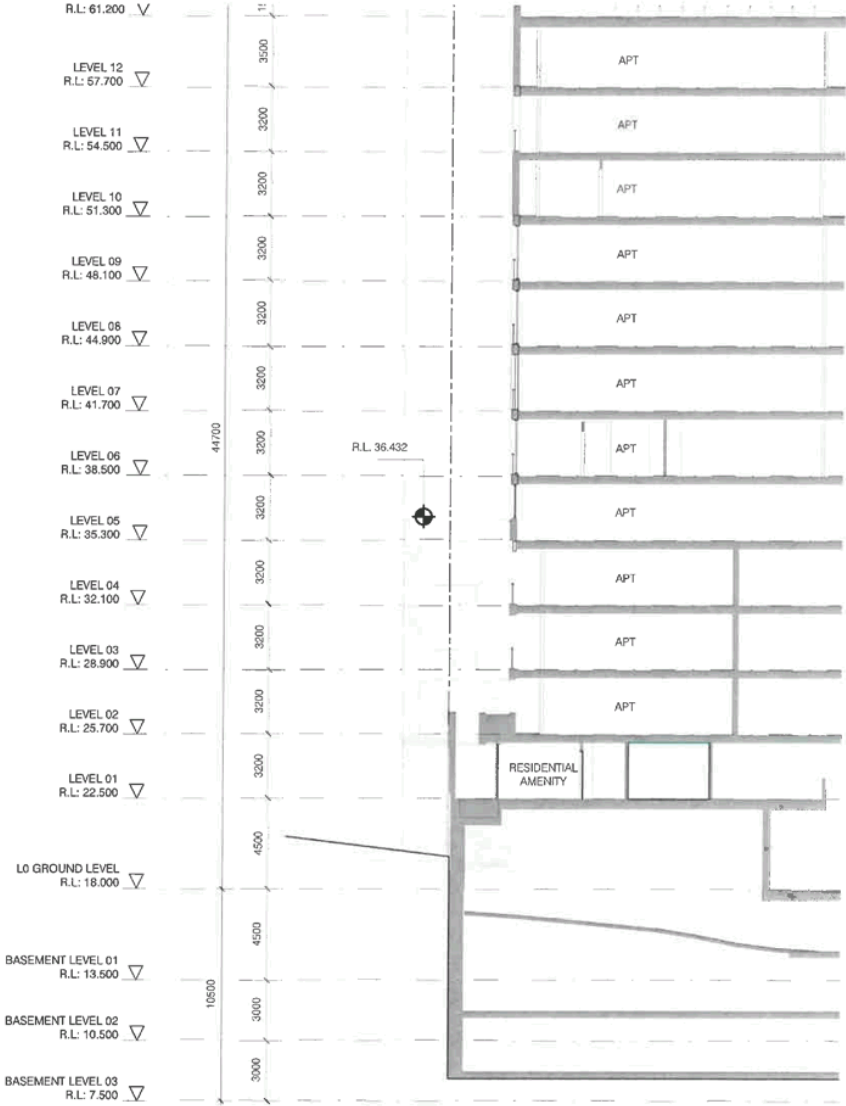 R.L: 61.200
3500
LEVEL 12
R.L: 57.700
APT
3200
LEVEL 11
R.L: 54.500
APT
3200
LEVEL 10
R.L: 51.300
APT
3200
LEVEL 09
R.L: 48.100
APT
3200
LEVEL 08
R.L: 44.900
APT
3200
LEVEL 07
R.L: 41.700
APT
44700
3200
R.L. 36.432
LEVEL 06
R.L: 38.500
APT
3200
LEVEL 05
R.L: 35.300
APT
3200
LEVEL 04
R.L: 32.100
APT
3200
LEVEL 03
R.L: 28.900
APT
3200
LEVEL 02
R.L: 25.700
APT
3200
LEVEL 01
R.L: 22.500
RESIDENTIAL
AMENITY
4500
L0 GROUND LEVEL
R.L: 18.000
4500
BASEMENT LEVEL 01
R.L: 13.500
10500
3000
BASEMENT LEVEL 02
R.L: 10.500
3000
BASEMENT LEVEL 03
R.L: 7.500